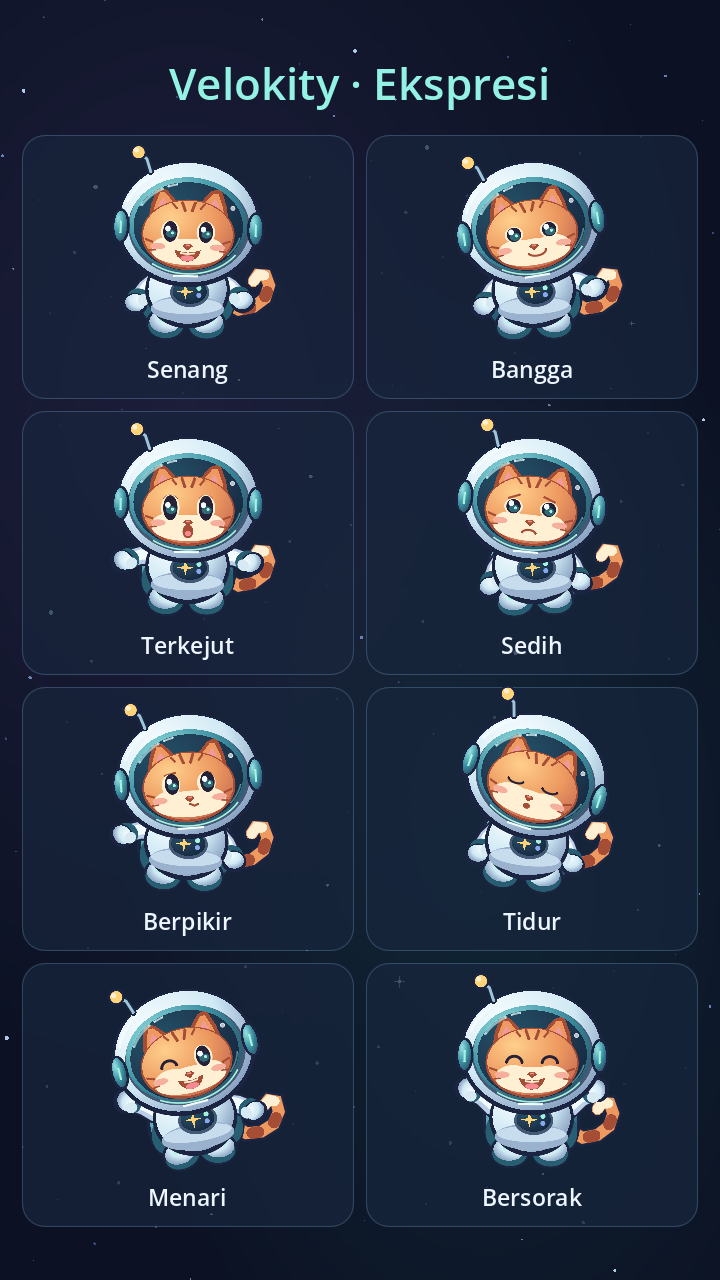 Velokity · Ekspresi
Senang
Bangga
Terkejut
Sedih
Berpikir
Tidur
Menari
Bersorak